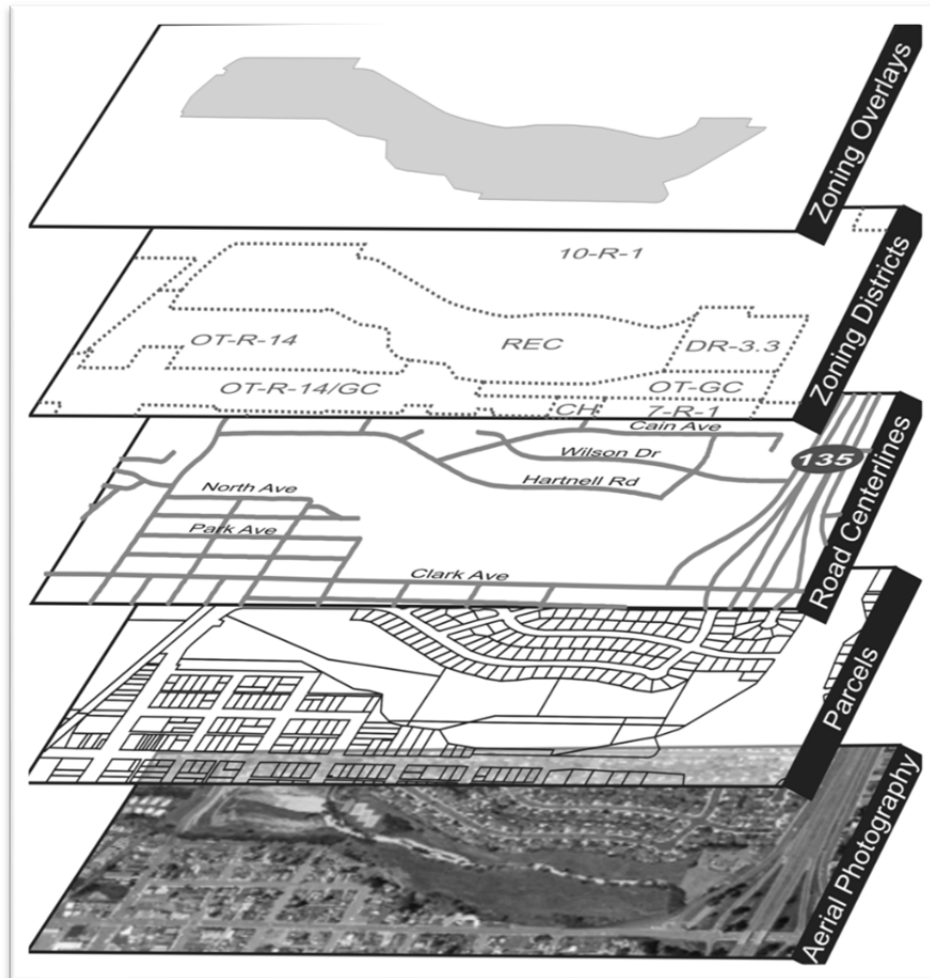 Zoning Overlays
10-R-1
OT-R-14
REC
DR-3.3
OT-R-14/GC
OT-GC
CH
7-R-1
Zoning Districts
Cain Ave
Wilson Dr
135
Hartnell Rd
North Ave
Park Ave
Clark Ave
Road Centerlines
Parcels
Aerial Photography